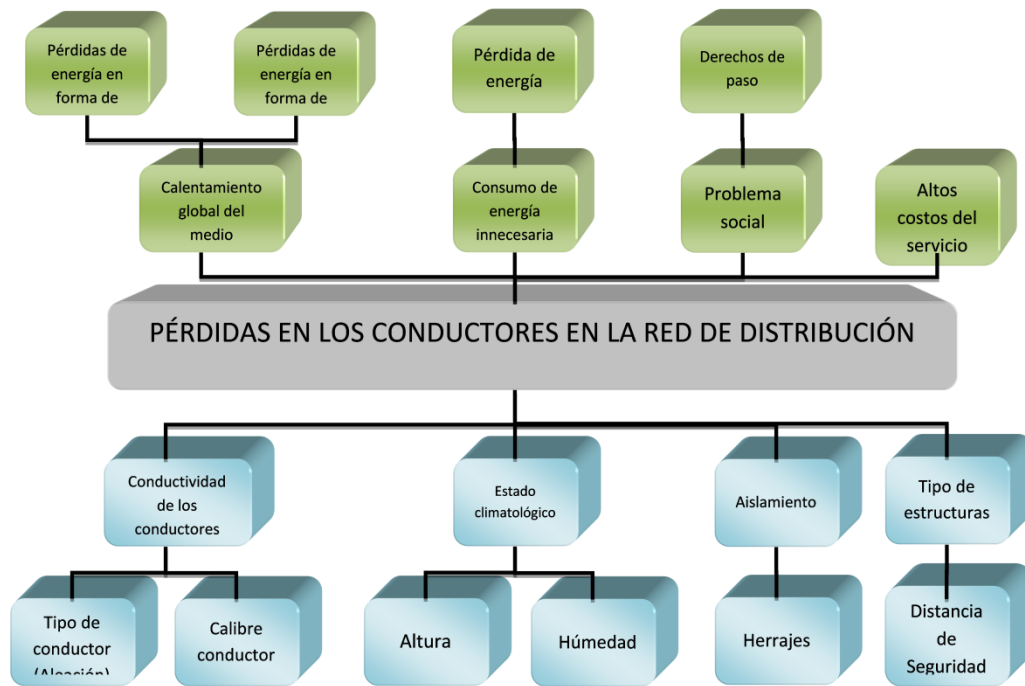 Pérdidas de
energía en
forma de
Pérdidas de
energía en
forma de
Pérdida de
energía
Derechos de
paso
Calentamiento
global del
medio
Consumo de
energía
innecesaria
Problema
social
Altos
costos del
servicio
PÉRDIDAS EN LOS CONDUCTORES EN LA RED DE DISTRIBUCIÓN
Conductividad
de los
conductores
Estado
climatológico
Aislamiento
Tipo de
estructuras
Tipo de
conductor
(Aleación)
Calibre
conductor
Altura
Húmedad
Herrajes
Distancia
de
Seguridad